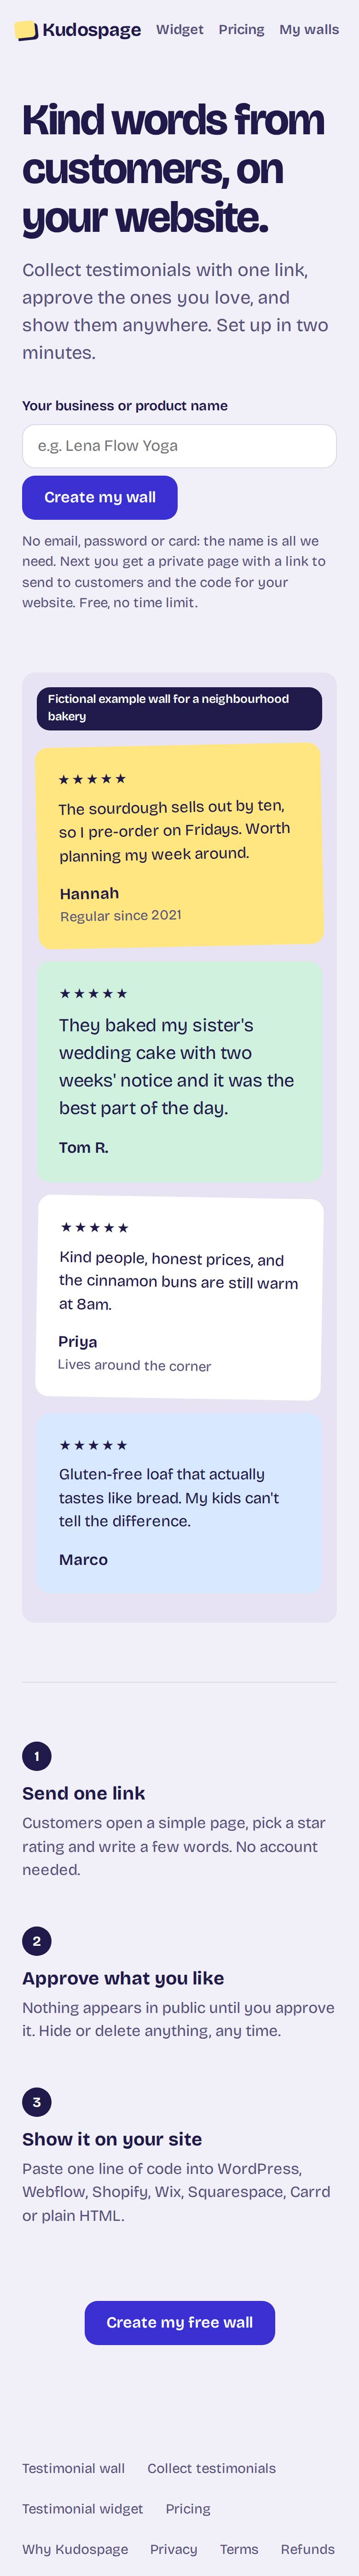 Kudospage Widget Pricing My walls
Kind words from
customers, on
your website.
Collect testimonials with one link,
approve the ones you love, and
show them anywhere. Set up in two
minutes.
Your business or product name
e.g. Lena Flow Yoga
Create my wall
No email, password or card: the name is all we
need. Next you get a private page with a link to
send to customers and the code for your
website. Free, no time limit.
Fictional example wall for a neighbourhood
bakery
★★★★★
The sourdough sells out by ten,
so I pre-order on Fridays. Worth
planning my week around.
Hannah
Regular since 2021
★★★★★
They baked my sister's
wedding cake with two
weeks' notice and it was the
best part of the day.
Tom R.
★★★★★
Kind people, honest prices, and
the cinnamon buns are still warm
at 8am.
Priya
Lives around the corner
★★★★★
Gluten-free loaf that actually
tastes like bread. My kids can't
tell the difference.
Marco
1
Send one link
Customers open a simple page, pick a star
rating and write a few words. No account
needed.
2
Approve what you like
Nothing appears in public until you approve
it. Hide or delete anything, any time.
3
Show it on your site
Paste one line of code into WordPress,
Webflow, Shopify, Wix, Squarespace, Carrd
or plain HTML.
Create my free wall
Testimonial wall Collect testimonials
Testimonial widget Pricing
Why Kudospage Privacy Terms Refunds